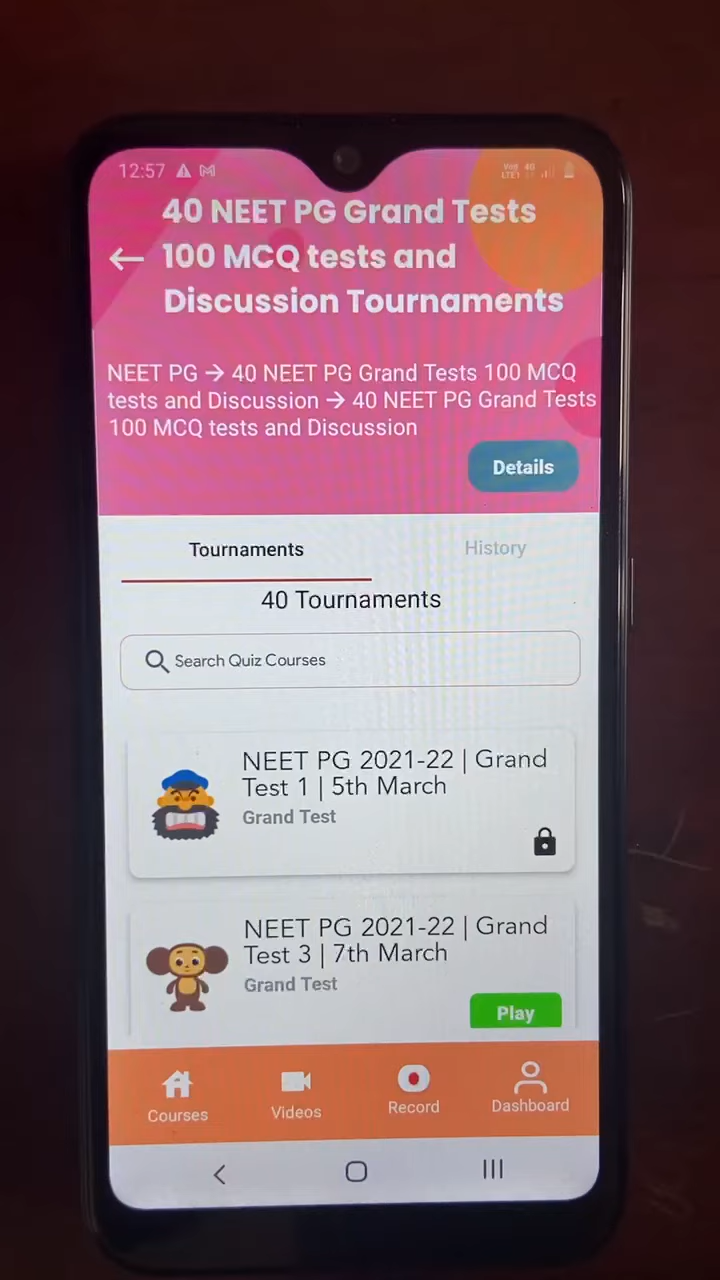 12:57
40 NEET PG Grand Tests
100 MCQ tests and
Discussion Tournaments
NEET PG → 40 NEET PG Grand Tests 100 MCQ
tests and Discussion → 40 NEET PG Grand Tests
100 MCQ tests and Discussion
Details
Tournaments
History
40 Tournaments
Search Quiz Courses
NEET PG 2021-22 | Grand
Test 1 | 5th March
Grand Test
NEET PG 2021-22 | Grand
Test 3 | 7th March
Grand Test
Play
Courses
Videos
Record
Dashboard